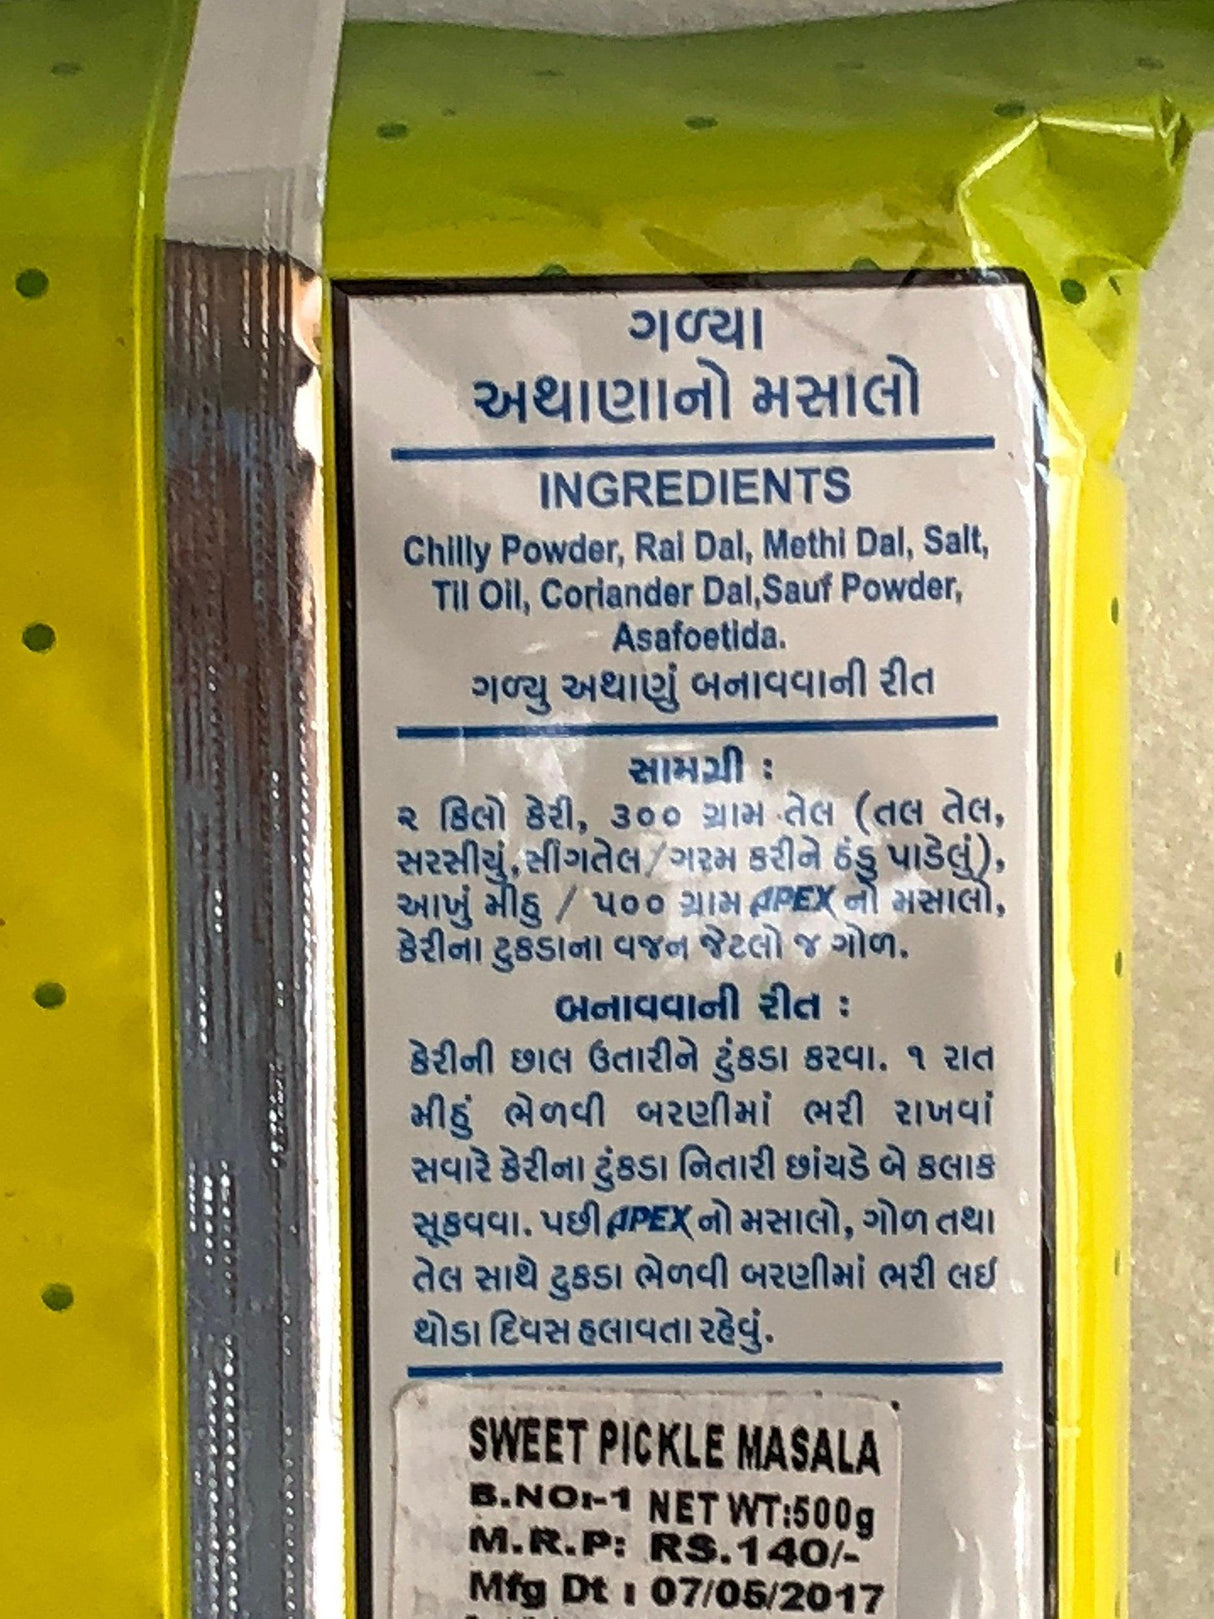 ગળ્યા
અથાણાનો મસાલો
INGREDIENTS
Chilly Powder, Rai Dal, Methi Dal, Salt,
Til Oil, Coriander Dal,Sauf Powder,
Asafoetida.
ગળ્યુ અથાણું બનાવવાની રીત
સામગ્રી :
૨ કિલો કેરી, ૩૦૦ ગ્રામ તેલ (તલ તેલ,
સરસીયું,સીંગતેલ/ગરમ કરીને ઠંડુ પાડેલું),
આખું મીઠુ / ૫૦૦ ગ્રામ APEX નો મસાલો,
કેરીના ટુકડાના વજન જેટલો જ ગોળ.
બનાવવાની રીત :
કેરીની છાલ ઉતારીને ટુંકડા કરવા. ૧ રાત
મીઠું ભેળવી બરણીમાં ભરી રાખવાં
સવારે કેરીના ટુંકડા નિતારી છાંયડે બે કલાક
સૂકવવા. પછી APEX નો મસાલો, ગોળ તથા
તેલ સાથે ટુકડા ભેળવી બરણીમાં ભરી લઇ
થોડા દિવસ હલાવતા રહેવું.
SWEET PICKLE MASALA
B.NO:-1 NET WT:500g
M.R.P: RS.140/-
Mfg Dt : 07/05/2017